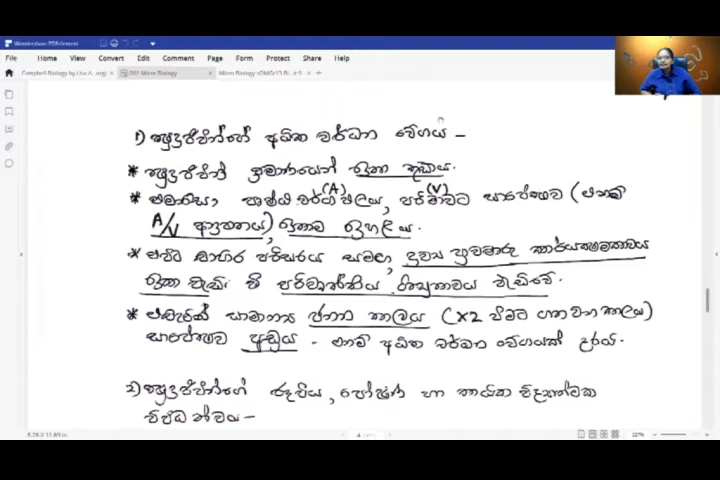 Wondershare PDFelement
File Home View Convert Edit Comment Page Form Protect Share Help
Campbell Biology by Lisa A... 001 Micro Biology Micro Biology
1) ක්ෂුද්‍රජීවීන්ගේ අධික වර්ධන වේගය -
* ක්ෂුද්‍රජීවීන් ප්‍රමාණයෙන් ඉතා කුඩාය.
* එමනිසා පෘෂ්ඨ වර්ගඵලය(A), පරිමාවට(V) සාපේක්ෂව (එනම්
A/V අනුපාතය) ඉතාම ඉහළය.
* එවිට බාහිර පරිසරය සමඟ ද්‍රව්‍ය හුවමාරු කාර්යක්ෂමතාවය
ඉතා වැඩි වී පරිවෘත්තීය ශීඝ්‍රතාවය වැඩිවේ.
* එබැවින් සාමාන්‍ය ජනන කාලය (x2 වීමට ගතවන කාලය)
සාපේක්ෂව අඩුය - එනම් අධික වර්ධන වේගයක් දරයි.
2) ක්ෂුද්‍රජීවීන්ගේ රූපීය, පෝෂණ හා කායික විද්‍යාත්මක
විවිධත්වය -